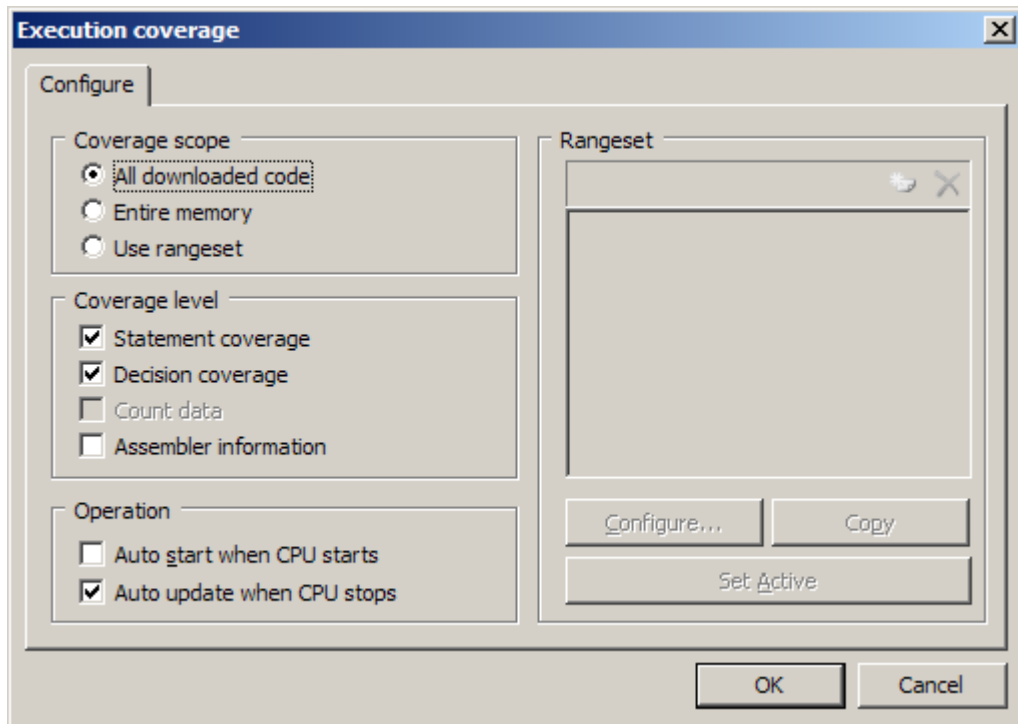 Execution coverage
Configure
Coverage scope
All downloaded code
Entire memory
Use rangeset
Coverage level
Statement coverage
Decision coverage
Count data
Assembler information
Operation
Auto start when CPU starts
Auto update when CPU stops
Rangeset
Configure...
Copy
Set Active
OK
Cancel